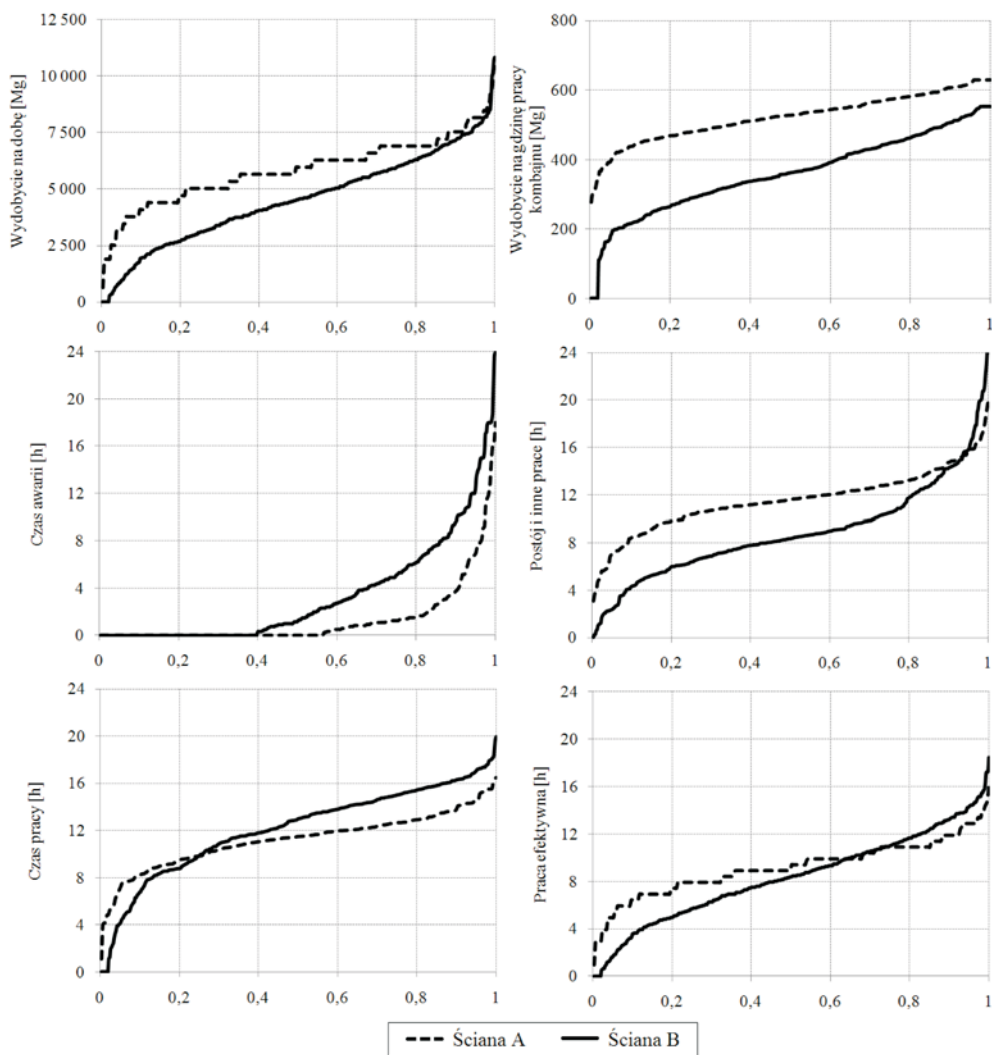 Wydobycie na dobę [Mg]
12 500
10 000
7 500
5 000
2 500
0
0 0,2 0,4 0,6 0,8 1
Wydobycie na gdzinę pracy
kombajnu [Mg]
800
600
400
200
0
0 0,2 0,4 0,6 0,8 1
Czas awarii [h]
24
20
16
12
8
4
0
0 0,2 0,4 0,6 0,8 1
Postój i inne prace [h]
24
20
16
12
8
4
0
0 0,2 0,4 0,6 0,8 1
Czas pracy [h]
24
20
16
12
8
4
0
0 0,2 0,4 0,6 0,8 1
Praca efektywna [h]
24
20
16
12
8
4
0
0 0,2 0,4 0,6 0,8 1
Ściana A Ściana B